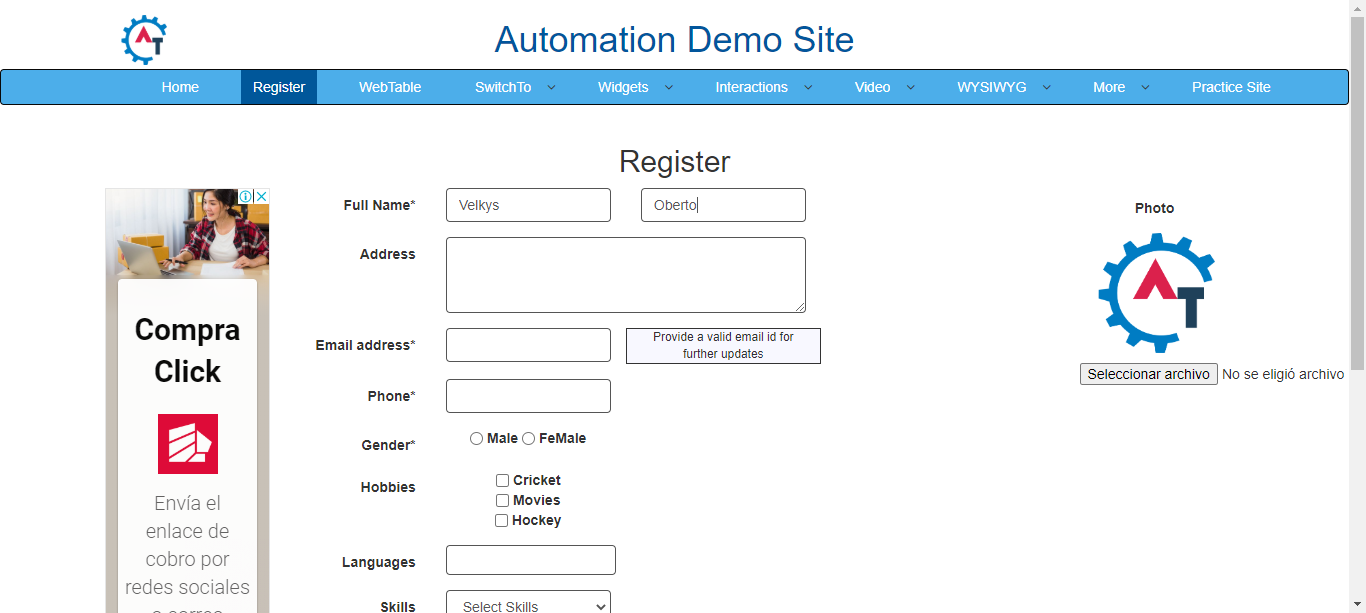 Automation Demo Site
Home Register WebTable SwitchTo Widgets Interactions Video WYSIWYG More Practice Site
Register
Full Name* Velkys Oberto
Photo
Address
Email address*
Provide a valid email id for
further updates
Phone*
Seleccionar archivo No se eligió archivo
Gender* Male FeMale
Hobbies
Cricket
Movies
Hockey
Languages
Skills Select Skills
Compra
Click
Envía el
enlace de
cobro por
redes sociales
o correo
AT
AT